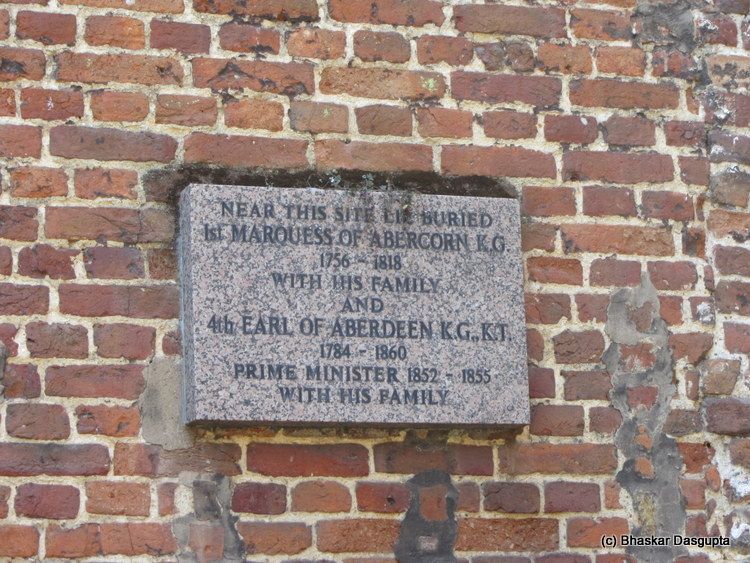 NEAR THIS SITE LIE BURIED
1st MARQUESS OF ABERCORN K.G.
1756 - 1818
WITH HIS FAMILY
AND
4th EARL OF ABERDEEN K.G., K.T.
1784 - 1860
PRIME MINISTER 1852 - 1855
WITH HIS FAMILY
(c) Bhaskar Dasgupta